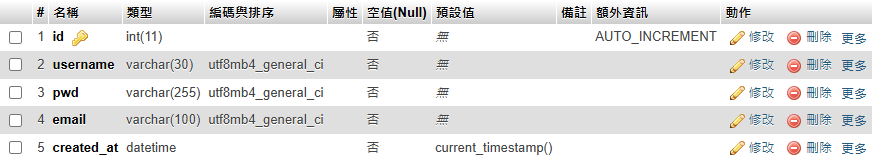 # 名稱 類型 編碼與排序 屬性 空值(Null) 預設值 備註 額外資訊 動作
1 id int(11) 否 無 AUTO_INCREMENT 修改 刪除 更多
2 username varchar(30) utf8mb4_general_ci 否 無 修改 刪除 更多
3 pwd varchar(255) utf8mb4_general_ci 否 無 修改 刪除 更多
4 email varchar(100) utf8mb4_general_ci 否 無 修改 刪除 更多
5 created_at datetime 否 current_timestamp() 修改 刪除 更多